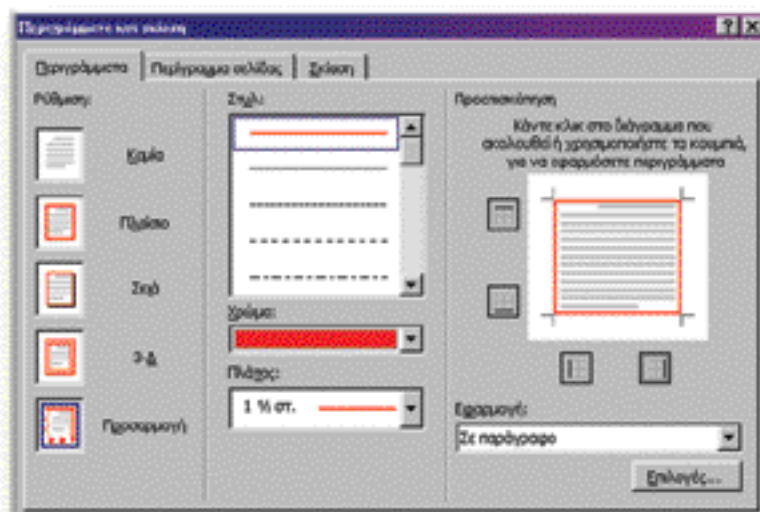 Περιγράμματα και σκίαση
Περιγράμματα
Περίγραμμα σελίδας
Σκίαση
Ρύθμιση:
Καμία
Πλαίσιο
Σκιά
3-Δ
Προσαρμογή
Στυλ:
Χρώμα:
Πλάτος:
1 ½ στ.
Προεπισκόπηση
Κάντε κλικ στο διάγραμμα που
ακολουθεί ή χρησιμοποιήστε τα κουμπιά,
για να εφαρμόσετε περιγράμματα
Εφαρμογή:
Σε παράγραφο
Επιλογές...